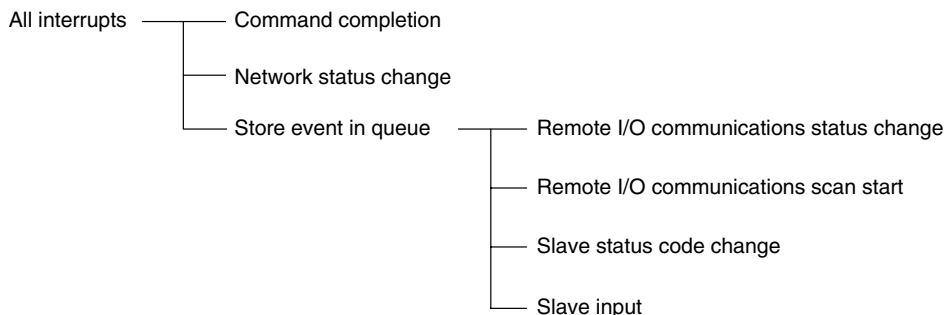 All interrupts
Command completion
Network status change
Store event in queue
Remote I/O communications status change
Remote I/O communications scan start
Slave status code change
Slave input